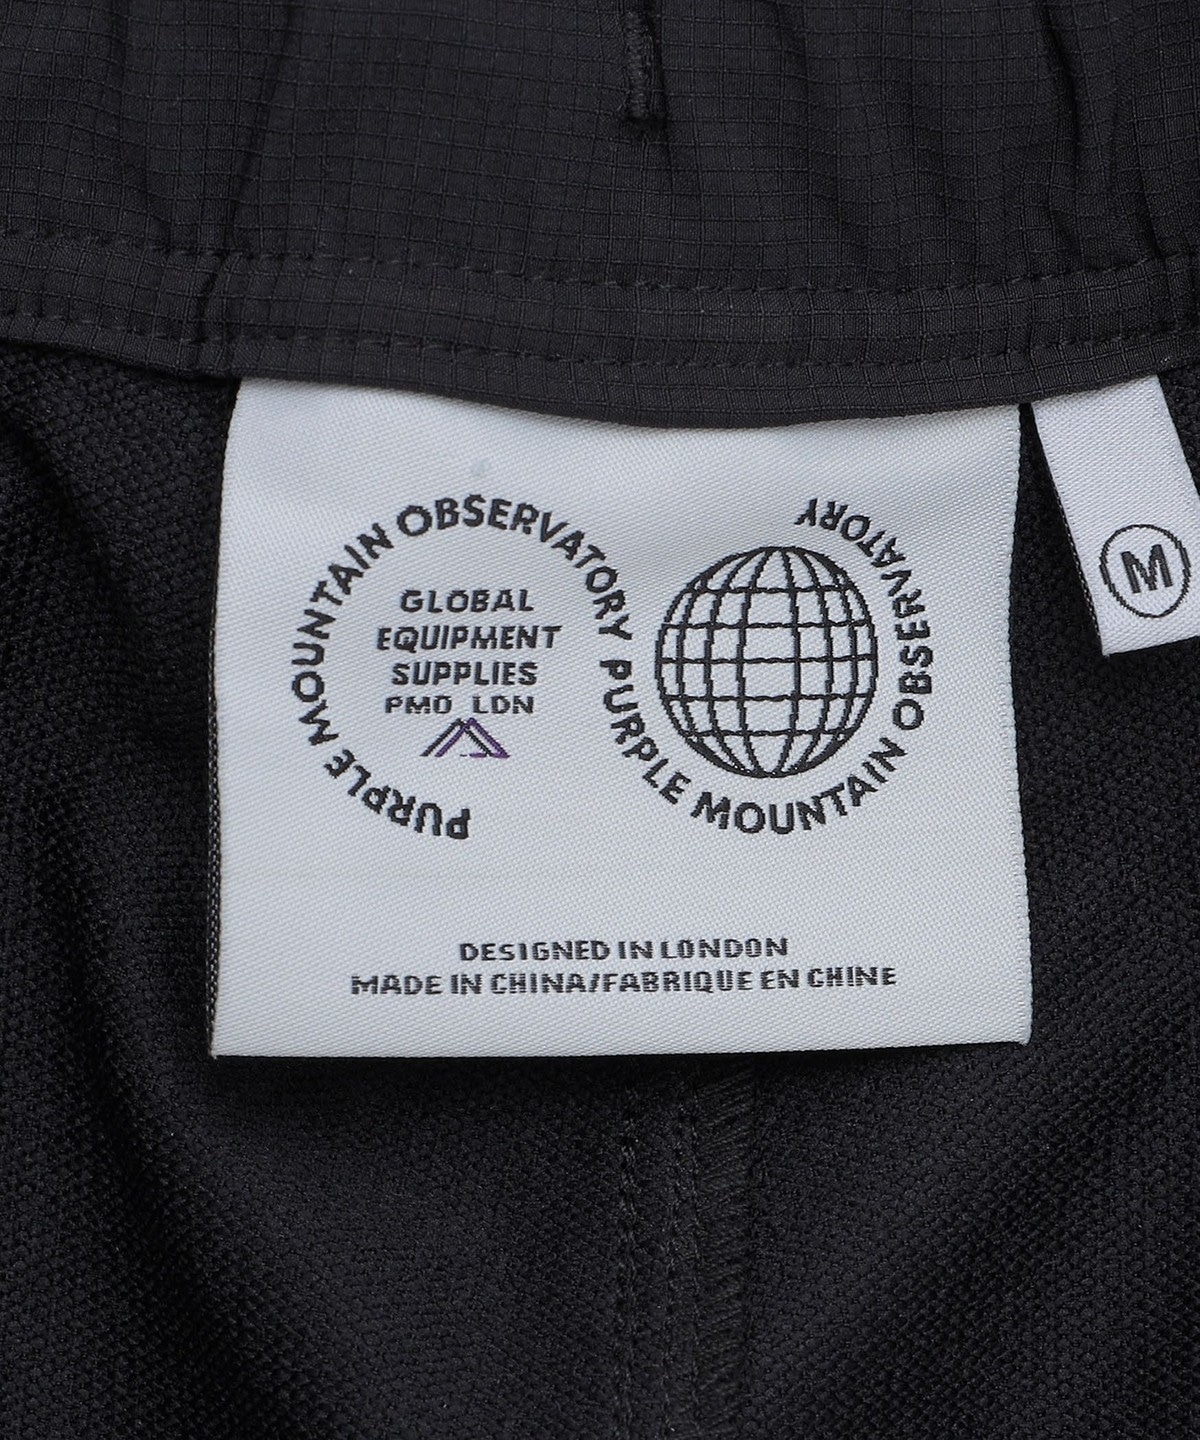 PURPLE MOUNTAIN OBSERVATORY PURPLE MOUNTAIN OBSERVATORY
GLOBAL
EQUIPMENT
SUPPLIES
PMO LDN
M
DESIGNED IN LONDON
MADE IN CHINA/FABRIQUE EN CHINE